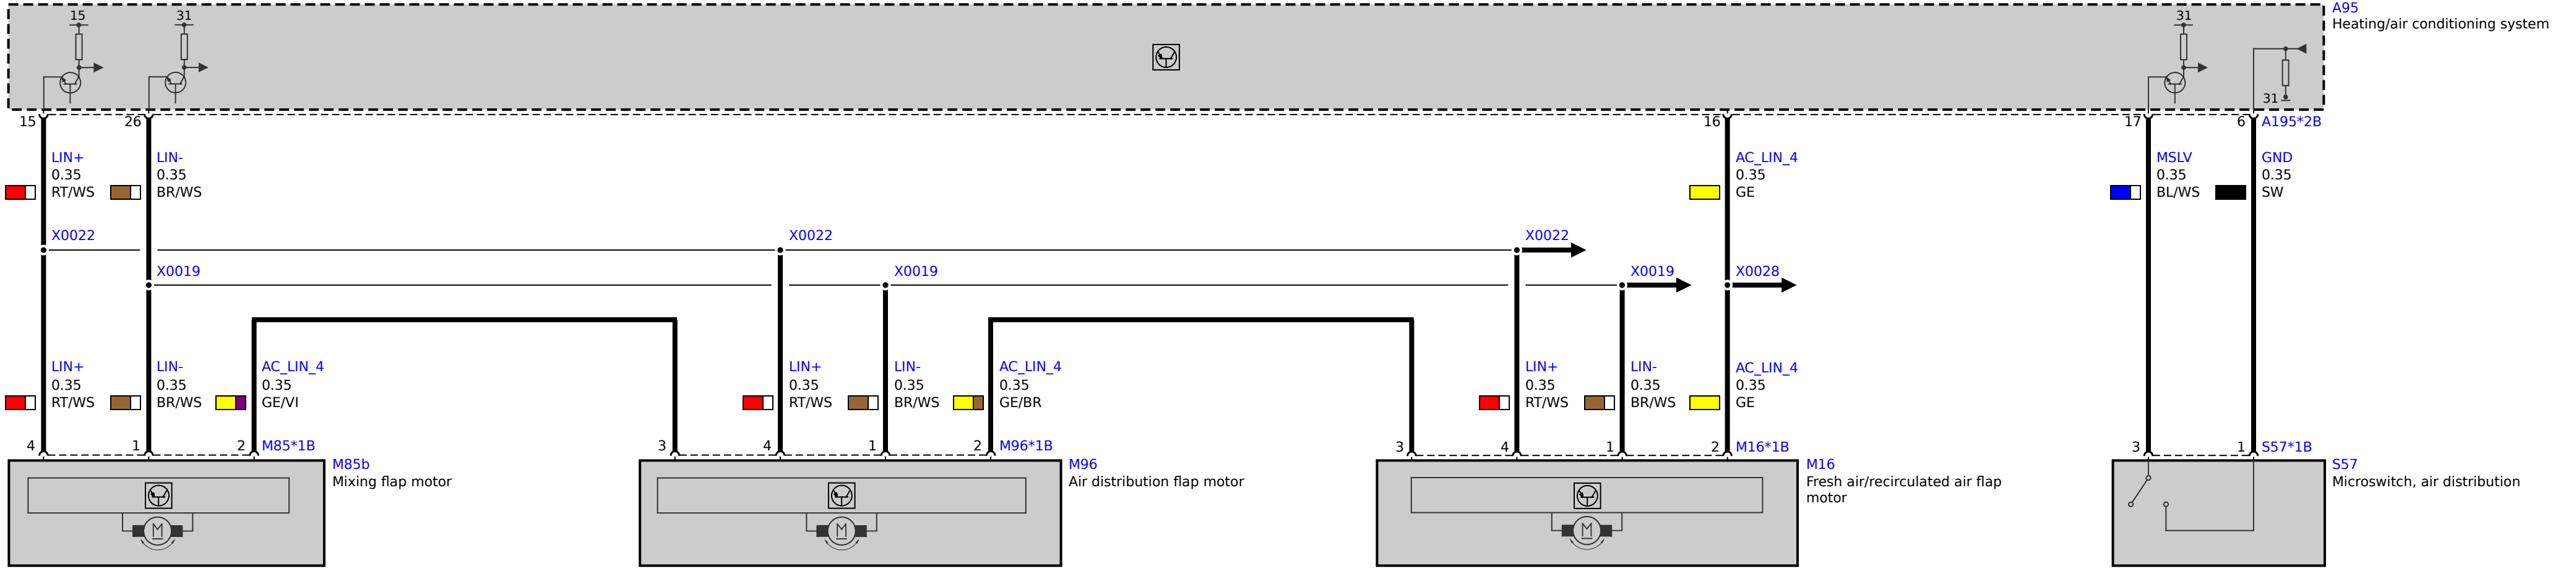 15
31
31
31
A95
Heating/air conditioning system
15
26
16
17
6
A195*2B
LIN+
0.35
RT/WS
LIN-
0.35
BR/WS
AC_LIN_4
0.35
GE
MSLV
0.35
BL/WS
GND
0.35
SW
X0022
X0022
X0022
X0019
X0019
X0019
X0028
LIN+
0.35
RT/WS
LIN-
0.35
BR/WS
AC_LIN_4
0.35
GE/VI
LIN+
0.35
RT/WS
LIN-
0.35
BR/WS
AC_LIN_4
0.35
GE/BR
LIN+
0.35
RT/WS
LIN-
0.35
BR/WS
AC_LIN_4
0.35
GE
4
1
2
M85*1B
3
4
1
2
M96*1B
3
4
1
2
M16*1B
3
1
S57*1B
M85b
Mixing flap motor
M
M96
Air distribution flap motor
M
M16
Fresh air/recirculated air flap
motor
M
S57
Microswitch, air distribution